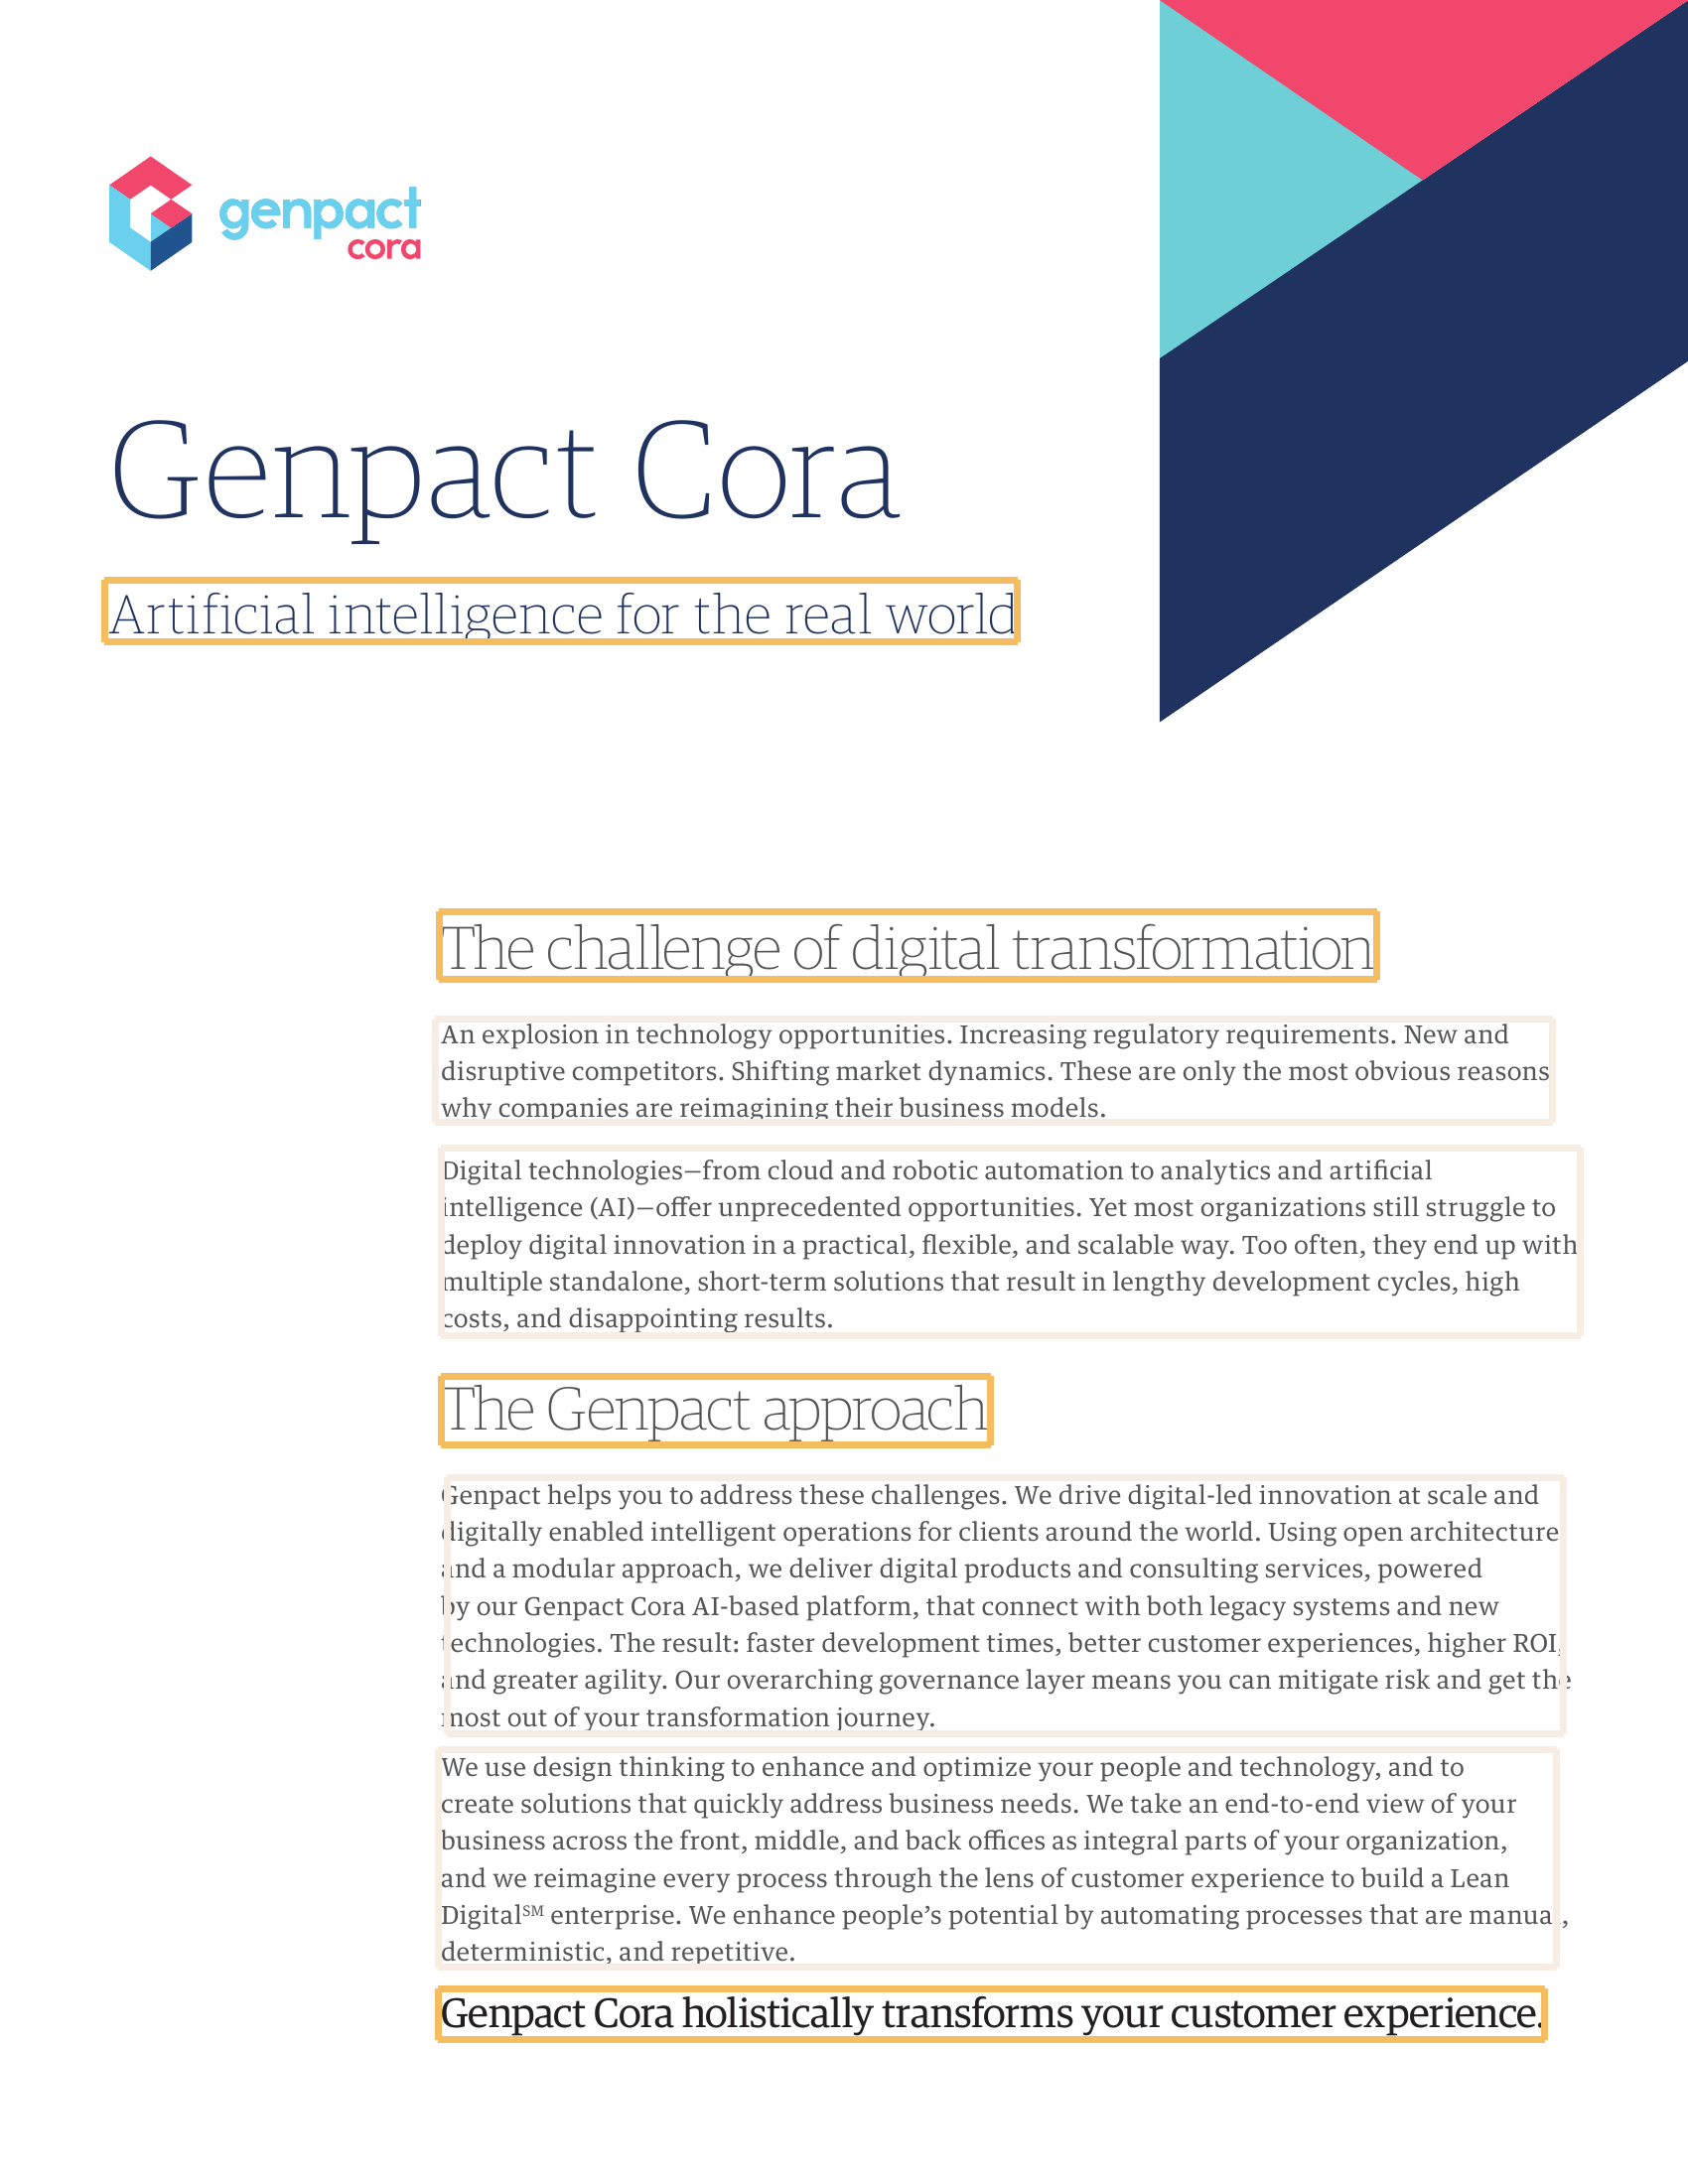 genpact
cora
Genpact Cora
Artificial intelligence for the real world
The challenge of digital transformation
An explosion in technology opportunities. Increasing regulatory requirements. New and
disruptive competitors. Shifting market dynamics. These are only the most obvious reasons
why companies are reimagining their business models.
Digital technologies—from cloud and robotic automation to analytics and artificial
intelligence (AI)—offer unprecedented opportunities. Yet most organizations still struggle to
deploy digital innovation in a practical, flexible, and scalable way. Too often, they end up with
multiple standalone, short-term solutions that result in lengthy development cycles, high
costs, and disappointing results.
The Genpact approach
Genpact helps you to address these challenges. We drive digital-led innovation at scale and
digitally enabled intelligent operations for clients around the world. Using open architecture
and a modular approach, we deliver digital products and consulting services, powered
by our Genpact Cora AI-based platform, that connect with both legacy systems and new
technologies. The result: faster development times, better customer experiences, higher ROI,
and greater agility. Our overarching governance layer means you can mitigate risk and get the
most out of your transformation journey.
We use design thinking to enhance and optimize your people and technology, and to
create solutions that quickly address business needs. We take an end-to-end view of your
business across the front, middle, and back offices as integral parts of your organization,
and we reimagine every process through the lens of customer experience to build a Lean
Digital℠ enterprise. We enhance people’s potential by automating processes that are manual,
deterministic, and repetitive.
Genpact Cora holistically transforms your customer experience.